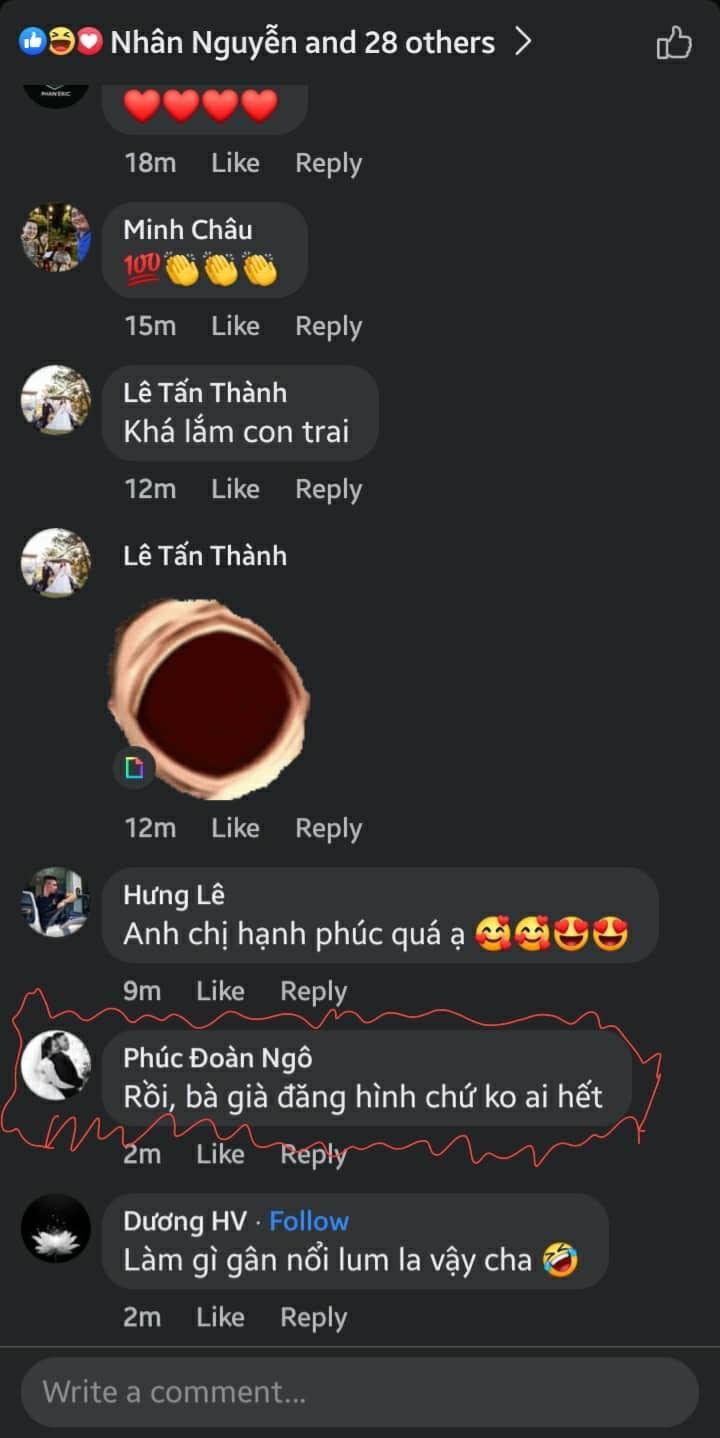 Nhân Nguyễn and 28 others
PHAN ERIC
❤️❤️❤️❤️
18m Like Reply
Minh Châu
💯👏👏👏
15m Like Reply
Lê Tấn Thành
Khá lắm con trai
12m Like Reply
Lê Tấn Thành
12m Like Reply
Hưng Lê
Anh chị hạnh phúc quá ạ 🥰🥰😍😍
9m Like Reply
Phúc Đoàn Ngô
Rồi, bà già đăng hình chứ ko ai hết
2m Like Reply
Dương HV · Follow
Làm gì gân nổi lum la vậy cha 🤣
2m Like Reply
Write a comment...